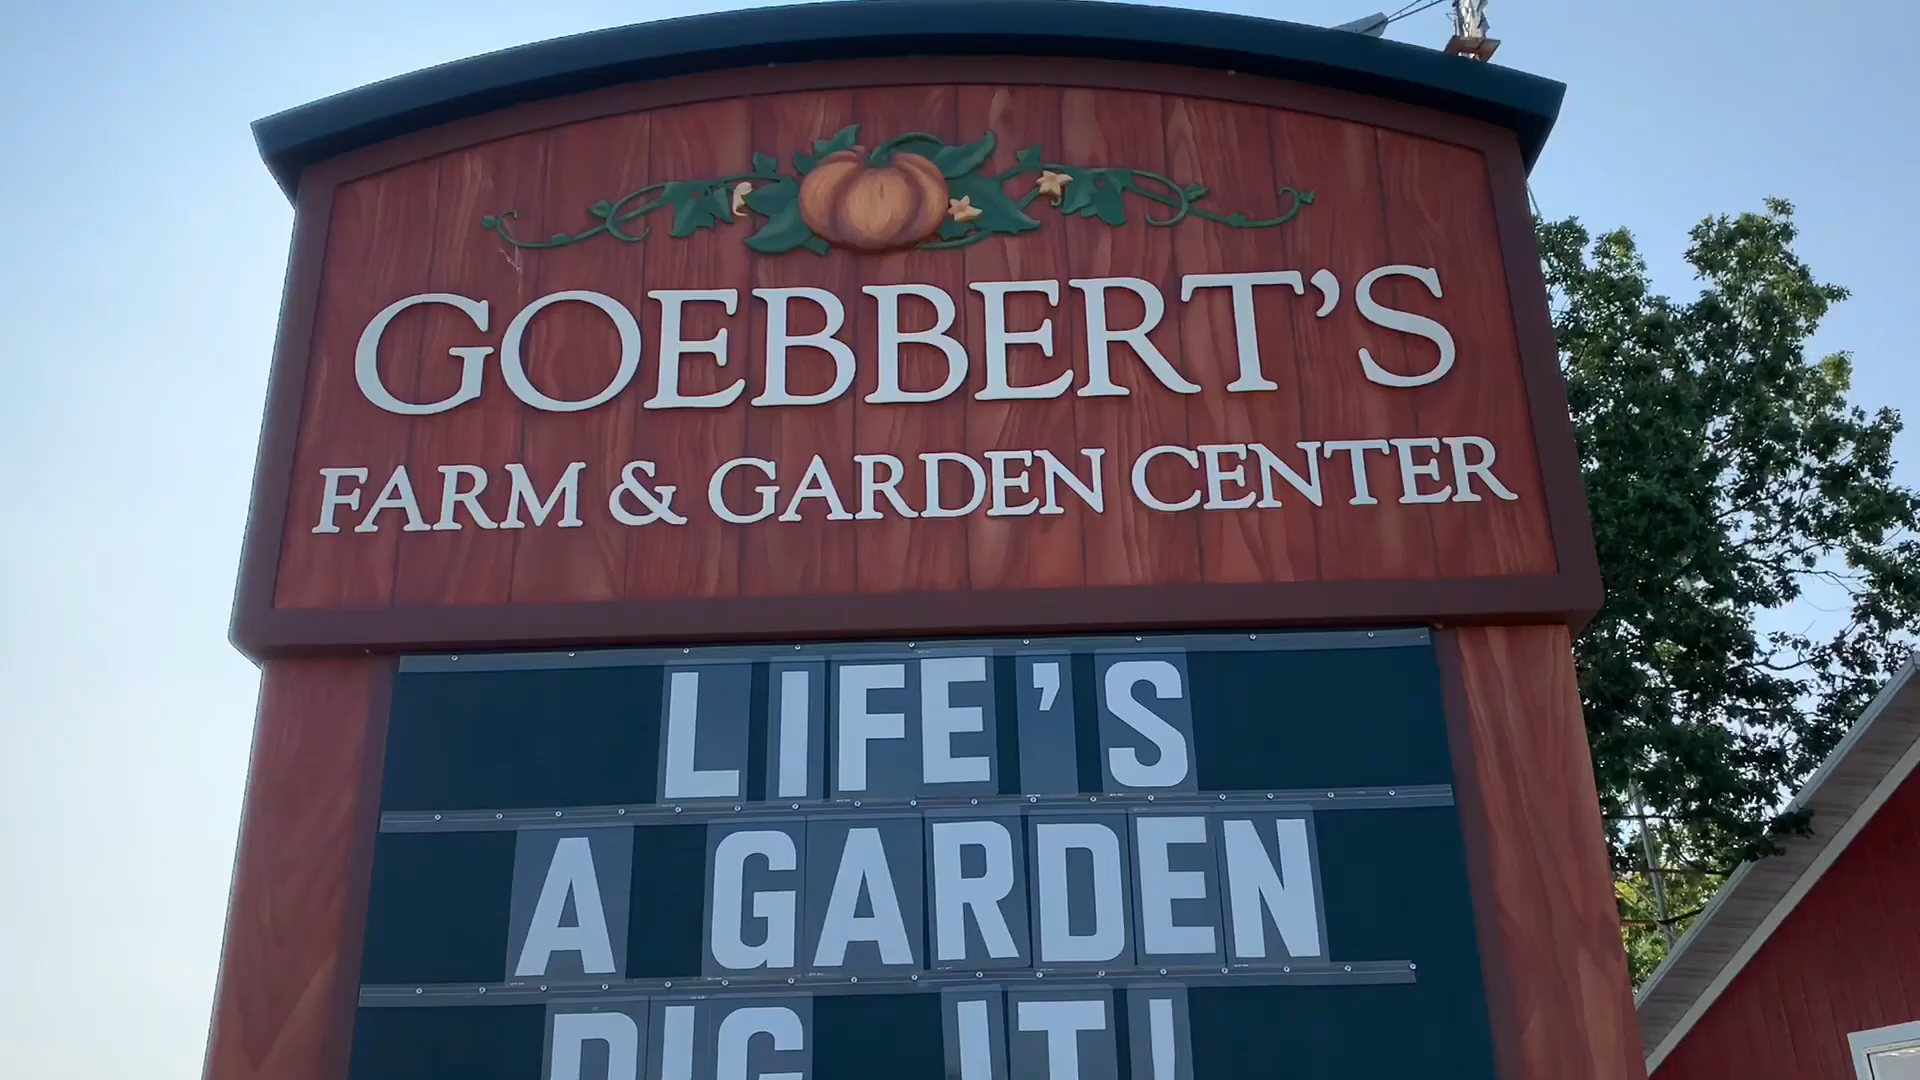 GOEBBERT'S
FARM & GARDEN CENTER
LIFE'S
A GARDEN
DIG IT!